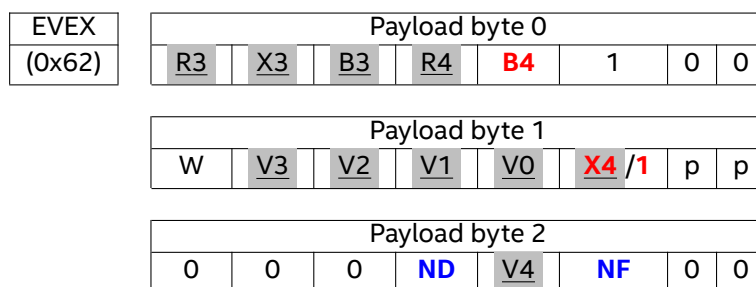 EVEX Payload byte 0
(0x62) R3 X3 B3 R4 B4 1 0 0
Payload byte 1
W V3 V2 V1 V0 X4 /1 p p
Payload byte 2
0 0 0 ND V4 NF 0 0